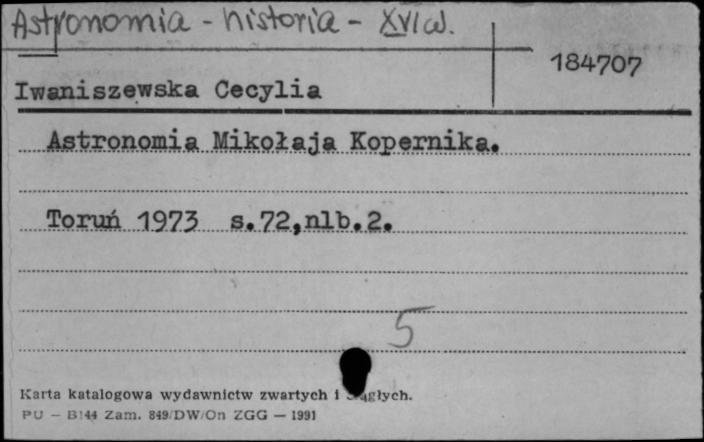 Astronomia - historia - XVI w.
184707
Iwaniszewska Cecylia
Astronomia Mikołaja Kopernika.
Toruń 1973 s.72,nlb.2.
5
Karta katalogowa wydawnictw zwartych i
PU — B144 Zam. 849/DW/On ZGG — 1991